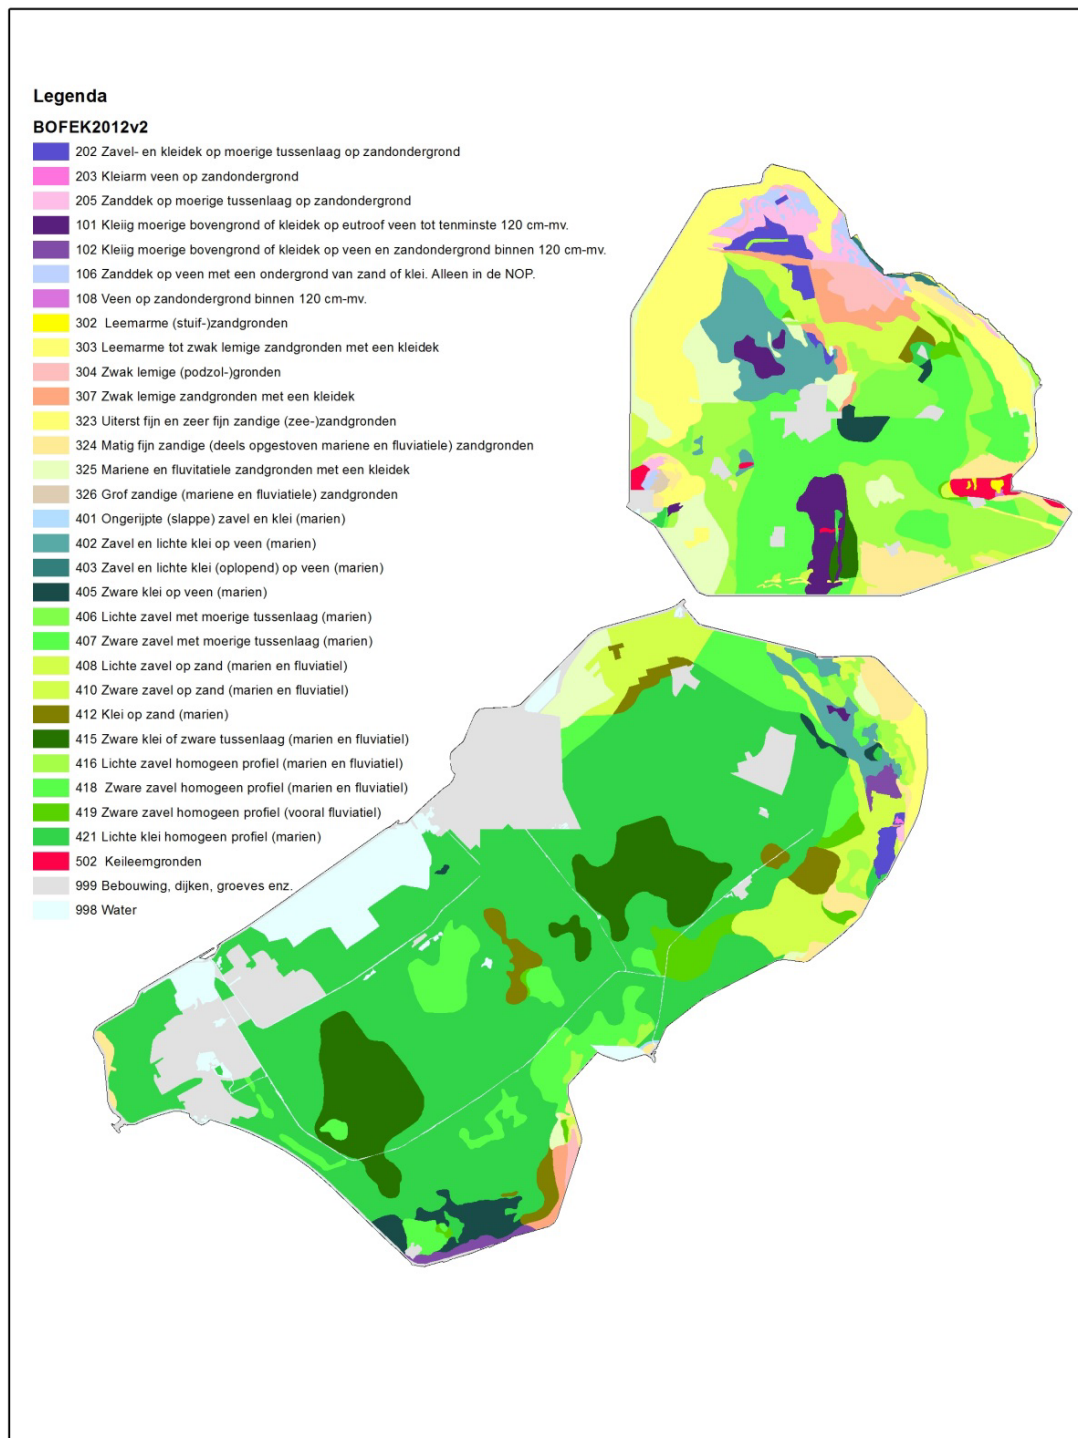 Legenda
BOFEK2012v2
202 Zavel- en kleidek op moerige tussenlaag op zandondergrond
203 Kleiarm veen op zandondergrond
205 Zanddek op moerige tussenlaag op zandondergrond
101 Kleiig moerige bovengrond of kleidek op eutroof veen tot tenminste 120 cm-mv.
102 Kleiig moerige bovengrond of kleidek op veen en zandondergrond binnen 120 cm-mv.
106 Zanddek op veen met een ondergrond van zand of klei. Alleen in de NOP.
108 Veen op zandondergrond binnen 120 cm-mv.
302 Leemarme (stuif-)zandgronden
303 Leemarme tot zwak lemige zandgronden met een kleidek
304 Zwak lemige (podzol-)gronden
307 Zwak lemige zandgronden met een kleidek
323 Uiterst fijn en zeer fijn zandige (zee-)zandgronden
324 Matig fijn zandige (deels opgestoven mariene en fluviatiele) zandgronden
325 Mariene en fluvitatiele zandgronden met een kleidek
326 Grof zandige (mariene en fluviatiele) zandgronden
401 Ongerijpte (slappe) zavel en klei (marien)
402 Zavel en lichte klei op veen (marien)
403 Zavel en lichte klei (oplopend) op veen (marien)
405 Zware klei op veen (marien)
406 Lichte zavel met moerige tussenlaag (marien)
407 Zware zavel met moerige tussenlaag (marien)
408 Lichte zavel op zand (marien en fluviatiel)
410 Zware zavel op zand (marien en fluviatiel)
412 Klei op zand (marien)
415 Zware klei of zware tussenlaag (marien en fluviatiel)
416 Lichte zavel homogeen profiel (marien en fluviatiel)
418 Zware zavel homogeen profiel (marien en fluviatiel)
419 Zware zavel homogeen profiel (vooral fluviatiel)
421 Lichte klei homogeen profiel (marien)
502 Keileemgronden
999 Bebouwing, dijken, groeves enz.
998 Water